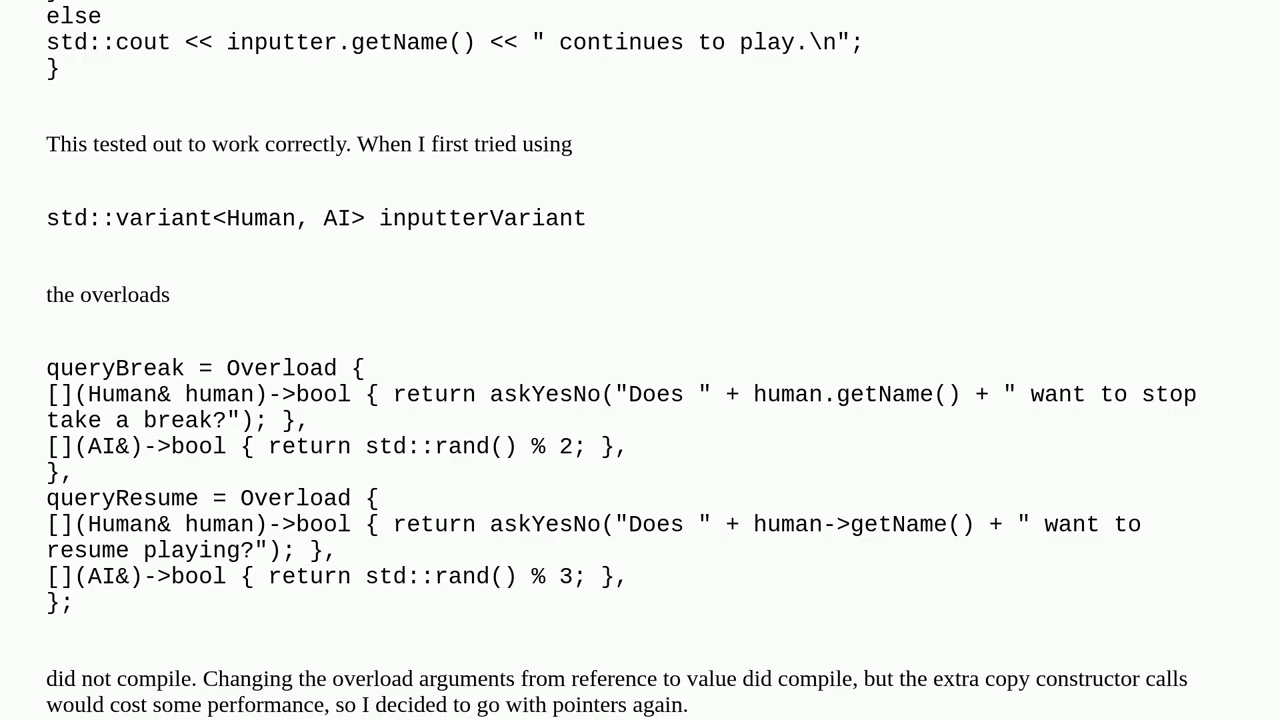 else
std::cout << inputter.getName() << " continues to play.\n";
}
This tested out to work correctly. When I first tried using
std::variant<Human, AI> inputterVariant
the overloads
queryBreak = Overload {
[](Human& human)->bool { return askYesNo("Does " + human.getName() + " want to stop
take a break?"); },
[](AI&)->bool { return std::rand() % 2; },
},
queryResume = Overload {
[](Human& human)->bool { return askYesNo("Does " + human->getName() + " want to
resume playing?"); },
[](AI&)->bool { return std::rand() % 3; },
};
did not compile. Changing the overload arguments from reference to value did compile, but the extra copy constructor calls
would cost some performance, so I decided to go with pointers again.